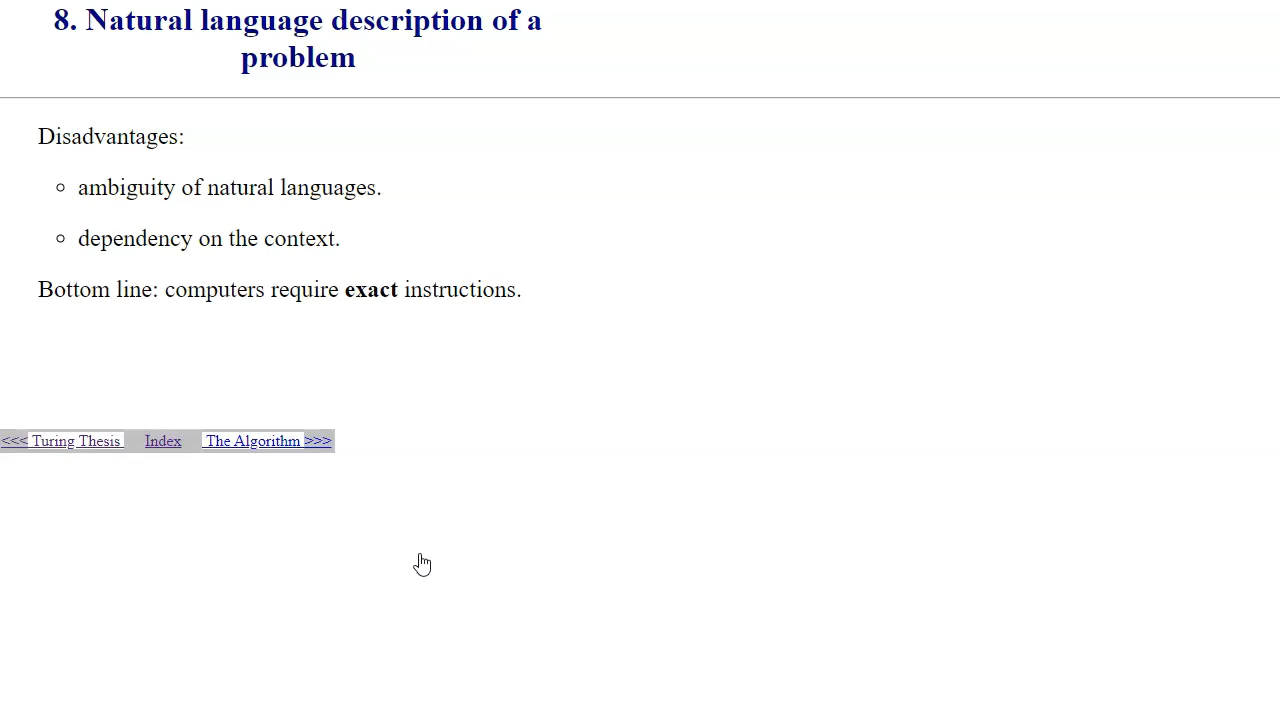 8. Natural language description of a
problem
Disadvantages:
ambiguity of natural languages.
dependency on the context.
Bottom line: computers require exact instructions.
<<< Turing Thesis Index The Algorithm >>>